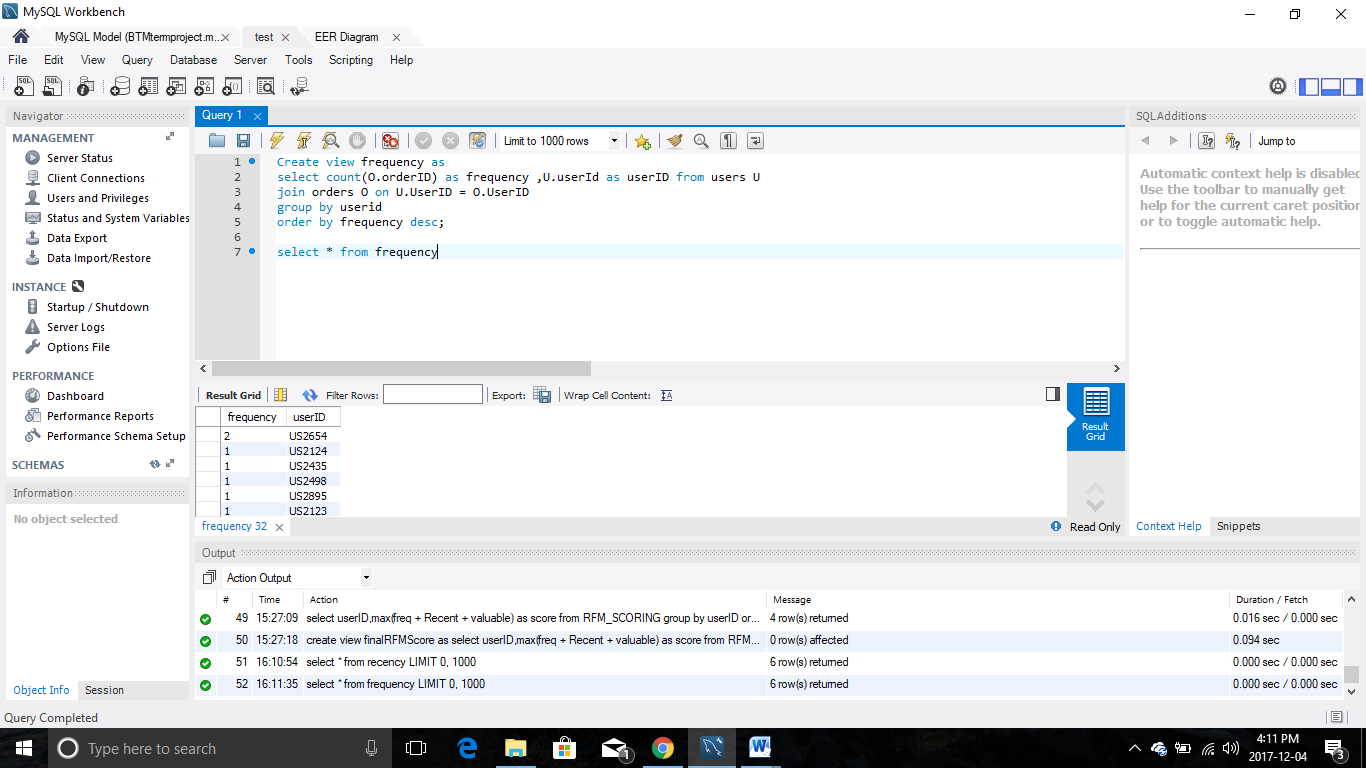 MySQL Workbench
MySQL Model (BTMtermproject.m...
test
EER Diagram
File Edit View Query Database Server Tools Scripting Help
Navigator
MANAGEMENT
Server Status
Client Connections
Users and Privileges
Status and System Variables
Data Export
Data Import/Restore
INSTANCE
Startup / Shutdown
Server Logs
Options File
PERFORMANCE
Dashboard
Performance Reports
Performance Schema Setup
SCHEMAS
Information
No object selected
Object Info Session
Query 1
Limit to 1000 rows
1 Create view frequency as
2 select count(O.orderID) as frequency ,U.userId as userID from users U
3 join orders O on U.UserID = O.UserID
4 group by userid
5 order by frequency desc;
6
7 select * from frequency
Result Grid Filter Rows: Export: Wrap Cell Content:
frequency userID
2 US2654
1 US2124
1 US2435
1 US2498
1 US2895
1 US2123
Result
Grid
frequency 32
Read Only
SQLAdditions
Jump to
Automatic context help is disabled
Use the toolbar to manually get
help for the current caret position
or to toggle automatic help.
Context Help Snippets
Output
Action Output
# Time Action Message Duration / Fetch
49 15:27:09 select userID,max(freq + Recent + valuable) as score from RFM_SCORING group by userID or... 4 row(s) returned 0.016 sec / 0.000 sec
50 15:27:18 create view finalRFMScore as select userID,max(freq + Recent + valuable) as score from RFM... 0 row(s) affected 0.094 sec
51 16:10:54 select * from recency LIMIT 0, 1000 6 row(s) returned 0.000 sec / 0.000 sec
52 16:11:35 select * from frequency LIMIT 0, 1000 6 row(s) returned 0.000 sec / 0.000 sec
Query Completed
Type here to search
1
4:11 PM
2017-12-04
3